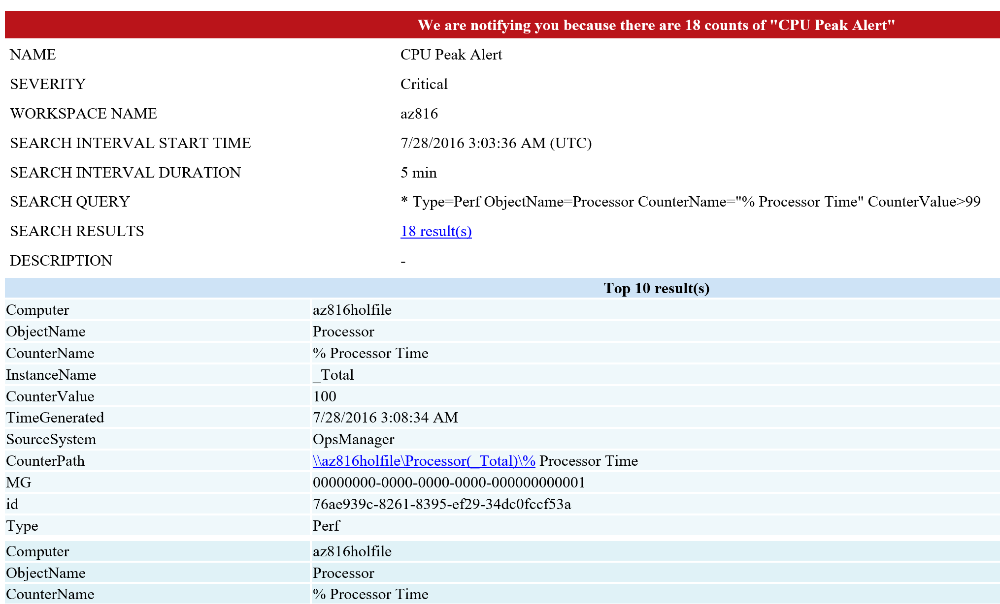 We are notifying you because there are 18 counts of "CPU Peak Alert"
NAME CPU Peak Alert
SEVERITY Critical
WORKSPACE NAME az816
SEARCH INTERVAL START TIME 7/28/2016 3:03:36 AM (UTC)
SEARCH INTERVAL DURATION 5 min
SEARCH QUERY * Type=Perf ObjectName=Processor CounterName="% Processor Time" CounterValue>99
SEARCH RESULTS 18 result(s)
DESCRIPTION -
Top 10 result(s)
Computer az816holfile
ObjectName Processor
CounterName % Processor Time
InstanceName _Total
CounterValue 100
TimeGenerated 7/28/2016 3:08:34 AM
SourceSystem OpsManager
CounterPath \\az816holfile\Processor(_Total)\% Processor Time
MG 00000000-0000-0000-0000-000000000001
id 76ae939c-8261-8395-ef29-34dc0fccf53a
Type Perf
Computer az816holfile
ObjectName Processor
CounterName % Processor Time